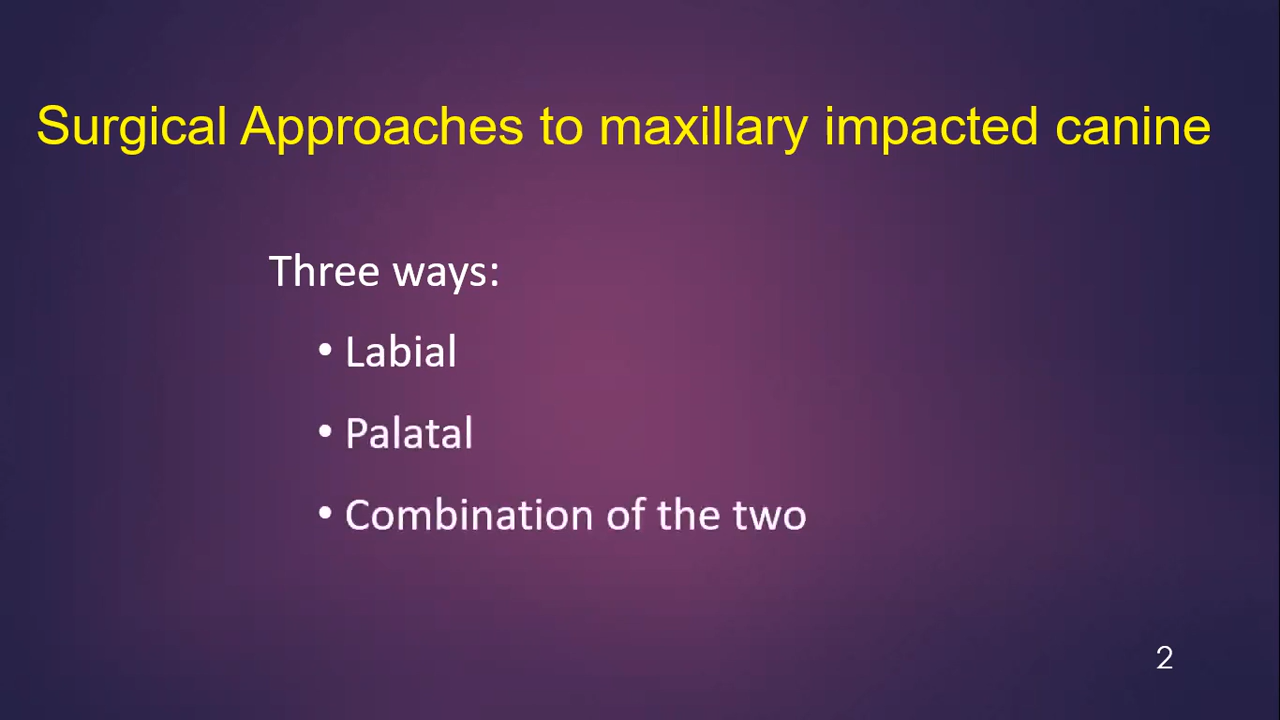 Surgical Approaches to maxillary impacted canine
Three ways:
• Labial
• Palatal
• Combination of the two
2